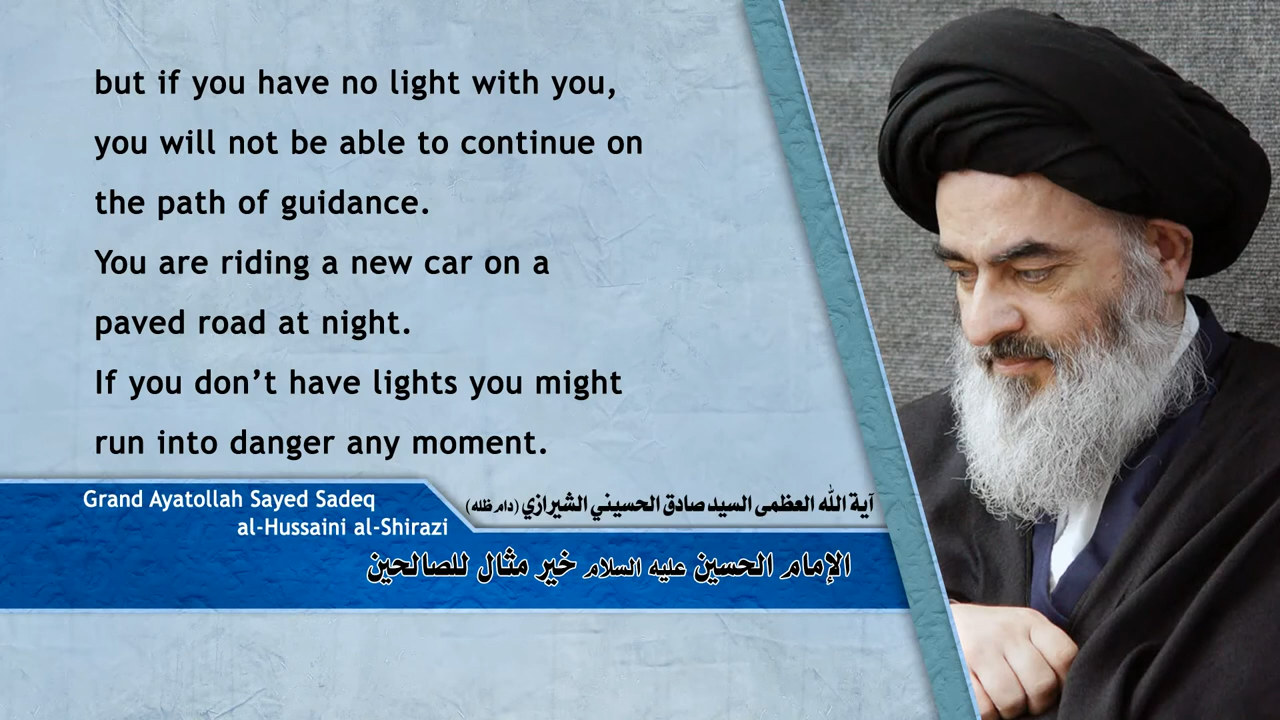 but if you have no light with you,
you will not be able to continue on
the path of guidance.
You are riding a new car on a
paved road at night.
If you don’t have lights you might
run into danger any moment.
Grand Ayatollah Sayed Sadeq
al-Hussaini al-Shirazi
آية الله العظمى السيد صادق الحسيني الشيرازي (دام ظله)
الإمام الحسين عليه السلام خير مثال للصالحين